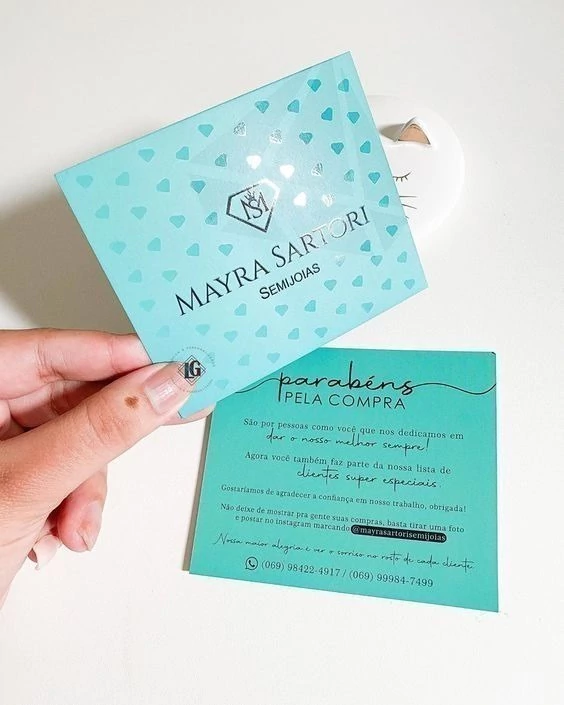 MS
MAYRA SARTORI
SEMIJOIAS
LG
parabéns
PELA COMPRA
São por pessoas como você que nos dedicamos em
dar o nosso melhor sempre!
Agora você também faz parte da nossa lista de
clientes super especiais.
Gostaríamos de agradecer a confiança em nosso trabalho, obrigada!
Não deixe de mostrar pra gente suas compras, basta tirar uma foto
e postar no instagram marcando @mayrasartorisemijoias
Nossa maior alegria é ver o sorriso no rosto de cada cliente.
(069) 98422-4917 / (069) 99984-7499